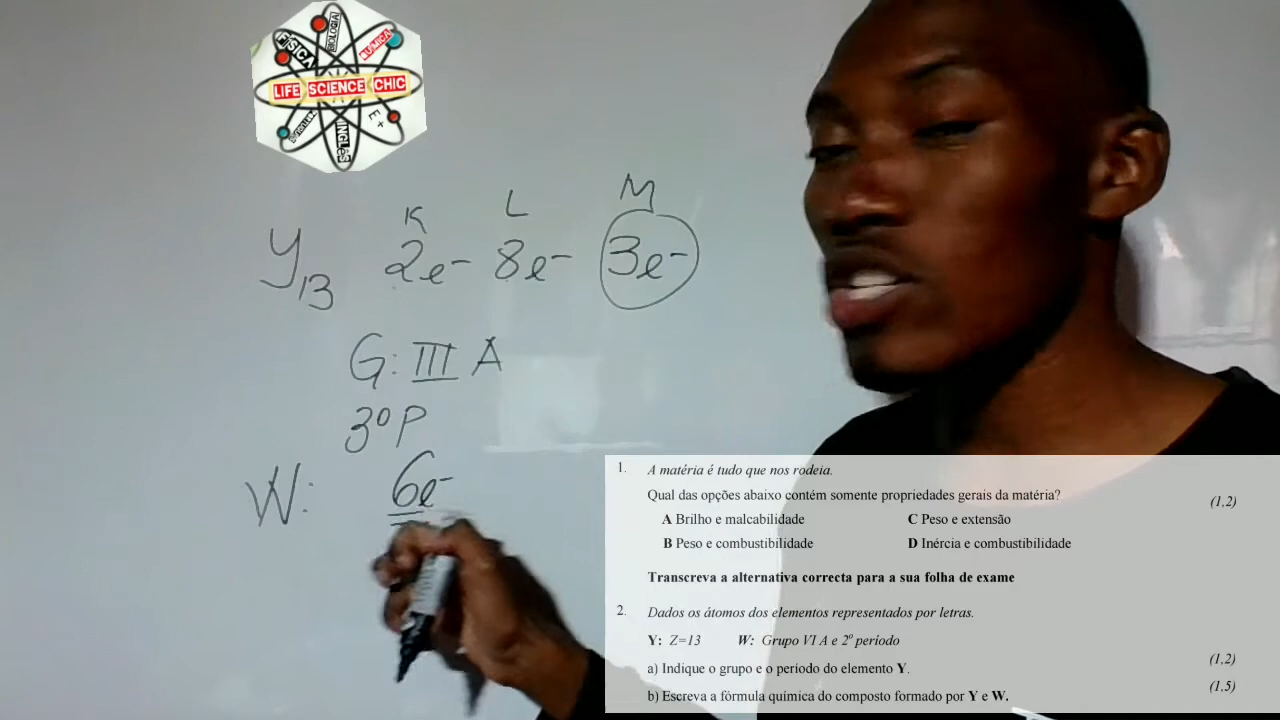 FÍSICA
BIOLOGIA
QUÍMICA
LIFE SCIENCE CHIC
E+
INGLÊS
K L M
Y13 2e- 8e- 3e-
G: III A
3º P
W: 6e-
1. A matéria é tudo que nos rodeia.
Qual das opções abaixo contém somente propriedades gerais da matéria? (1,2)
A Brilho e malcabilidade C Peso e extensão
B Peso e combustibilidade D Inércia e combustibilidade
Transcreva a alternativa correcta para a sua folha de exame
2. Dados os átomos dos elementos representados por letras.
Y: Z=13 W: Grupo VI A e 2º período
a) Indique o grupo e o período do elemento Y. (1,2)
b) Escreva a fórmula química do composto formado por Y e W. (1,5)